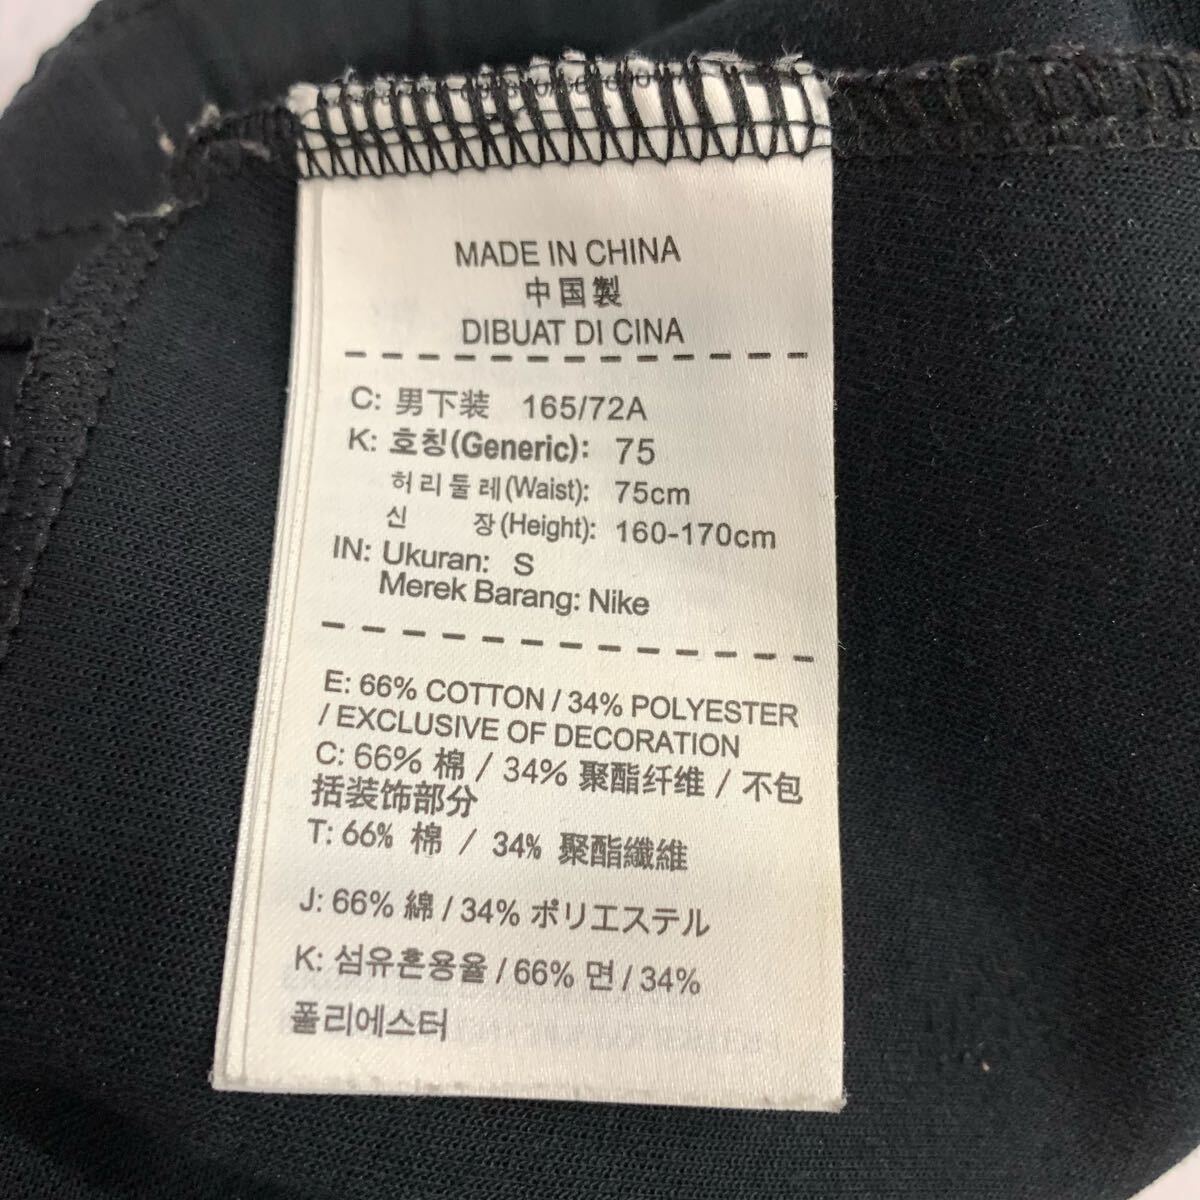 MADE IN CHINA
中国製
DIBUAT DI CINA
C: 男下装 165/72A
K: 호칭(Generic): 75
허리둘레(Waist): 75cm
신 장(Height): 160-170cm
IN: Ukuran: S
Merek Barang: Nike
E: 66% COTTON / 34% POLYESTER
/ EXCLUSIVE OF DECORATION
C: 66% 棉 / 34% 聚酯纤维 / 不包
括装饰部分
T: 66% 棉 / 34% 聚酯纖維
J: 66% 綿 / 34% ポリエステル
K: 섬유혼용율 / 66% 면 / 34%
폴리에스터